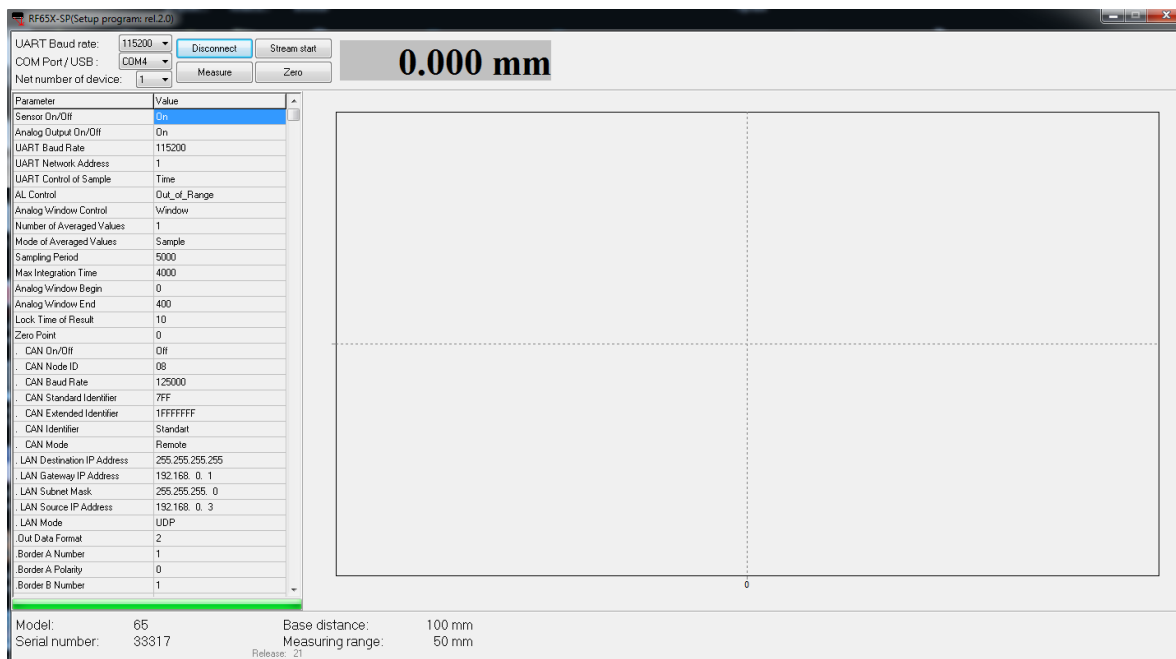 RF65X-SP(Setup program: rel.2.0)
UART Baud rate: 115200 Disconnect Stream start
COM Port / USB : COM4
Net number of device: 1 Measure Zero
0.000 mm
Parameter Value
Sensor On/Off On
Analog Output On/Off On
UART Baud Rate 115200
UART Network Address 1
UART Control of Sample Time
AL Control Out_of_Range
Analog Window Control Window
Number of Averaged Values 1
Mode of Averaged Values Sample
Sampling Period 5000
Max Integration Time 4000
Analog Window Begin 0
Analog Window End 400
Lock Time of Result 10
Zero Point 0
. CAN On/Off Off
. CAN Node ID 08
. CAN Baud Rate 125000
. CAN Standard Identifier 7FF
. CAN Extended Identifier 1FFFFFFF
. CAN Identifier Standart
. CAN Mode Remote
. LAN Destination IP Address 255.255.255.255
. LAN Gateway IP Address 192.168. 0. 1
. LAN Subnet Mask 255.255.255. 0
. LAN Source IP Address 192.168. 0. 3
. LAN Mode UDP
.Out Data Format 2
.Border A Number 1
.Border A Polarity 0
.Border B Number 1
0
Model: 65 Base distance: 100 mm
Serial number: 33317 Measuring range: 50 mm
Release: 21